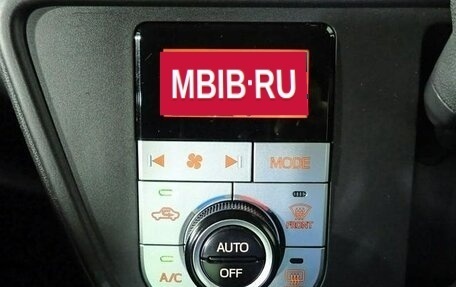 MBIB·RU
MODE
FRONT
AUTO
OFF
A/C